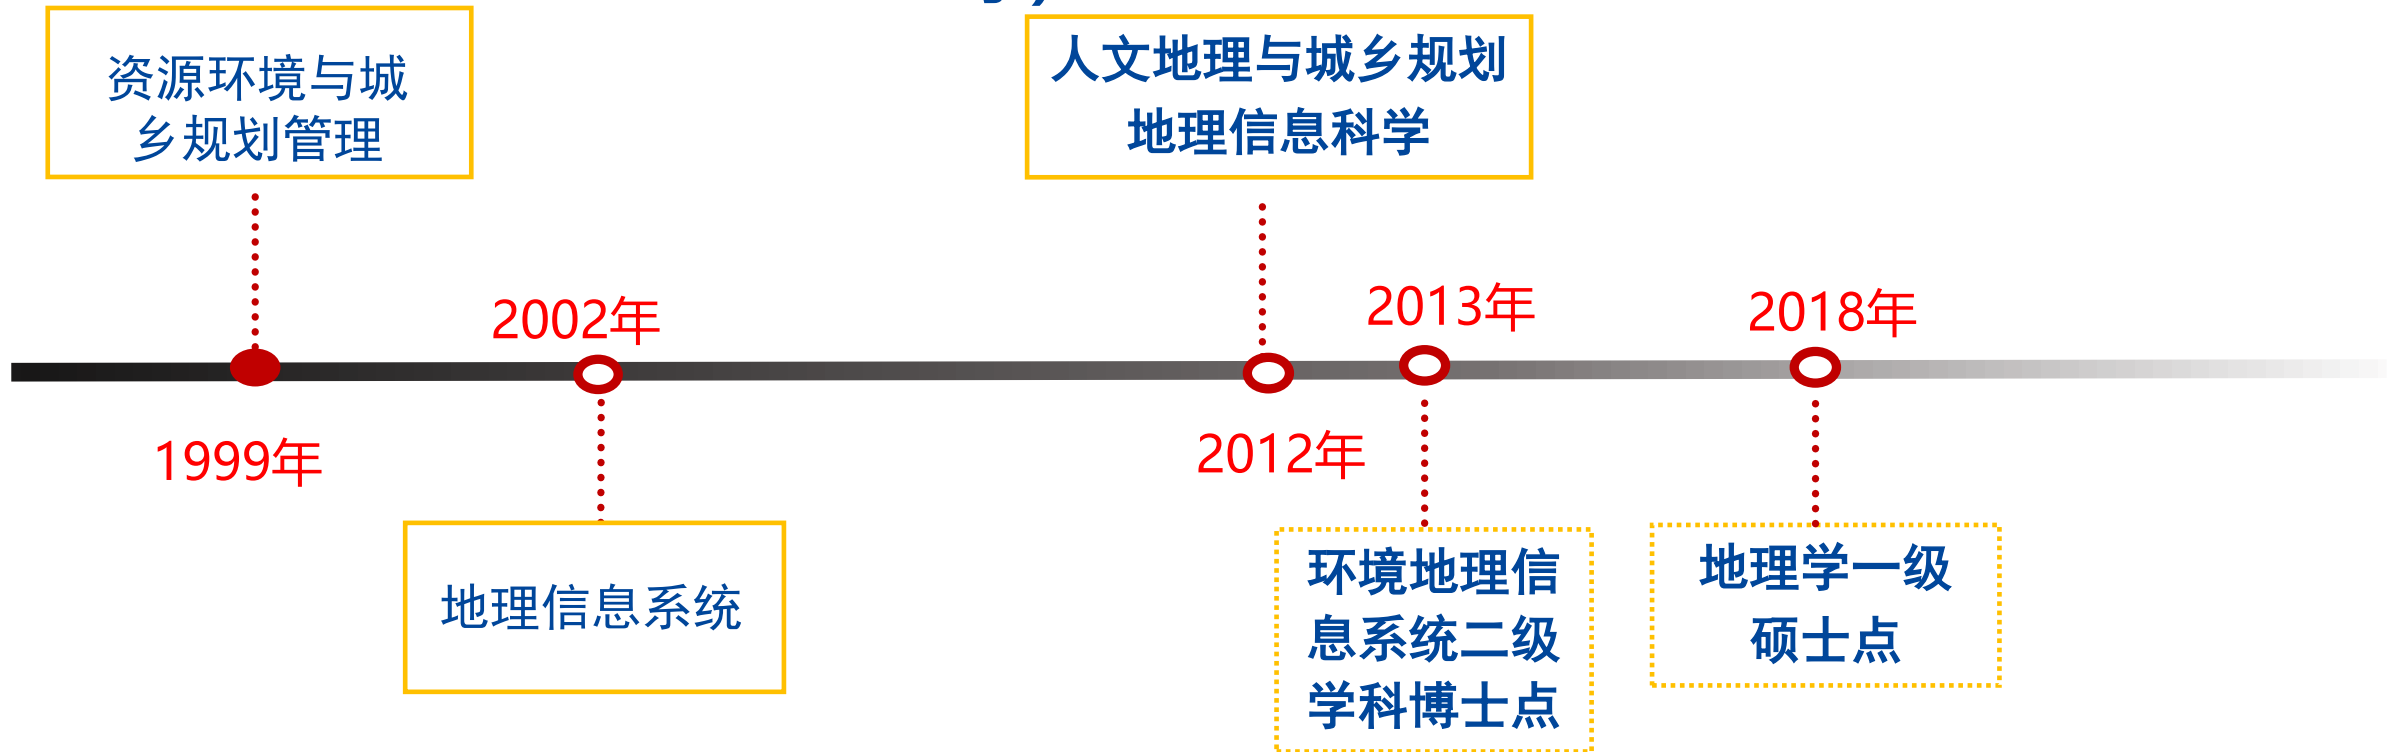 资源环境与城
乡规划管理
人文地理与城乡规划
地理信息科学
2002年
2013年
2018年
1999年
2012年
地理信息系统
环境地理信
息系统二级
学科博士点
地理学一级
硕士点